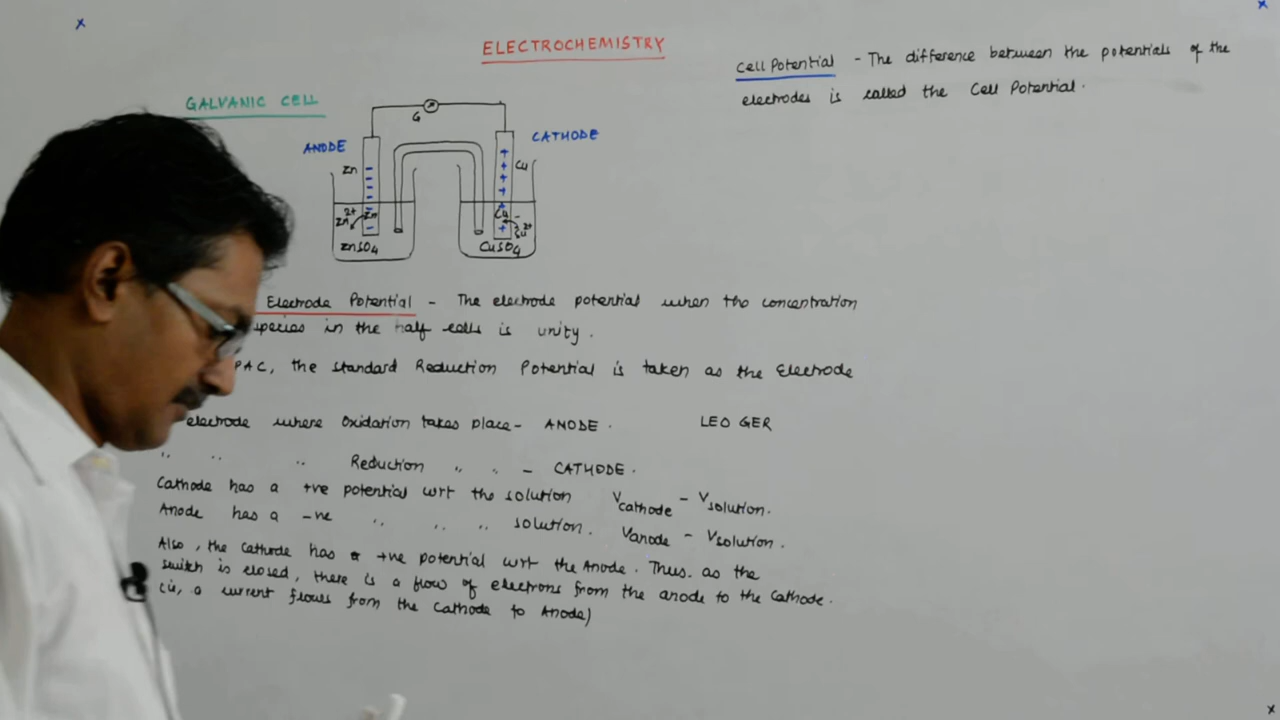 ELECTROCHEMISTRY
GALVANIC CELL
G
ANODE
CATHODE
Zn
Cu
Zn²⁺
Zn
Cu
Cu²⁺
ZnSO₄
CuSO₄
Electrode Potential - The electrode potential when the concentration
species in the half cells is unity.
PAC, the standard Reduction Potential is taken as the Electrode
electrode where Oxidation takes place - ANODE.
LEO GER
" " " Reduction " " - CATHODE.
Cathode has a +ve potential wrt the solution V cathode - V solution.
Anode has a -ve " " " solution. V anode - V solution.
Also, the Cathode has a +ve potential wrt the Anode. Thus. as the
switch is closed, there is a flow of electrons from the anode to the Cathode.
(ie, a current flows from the Cathode to Anode)
Cell Potential - The difference between the potentials of the
electrodes is called the Cell Potential.